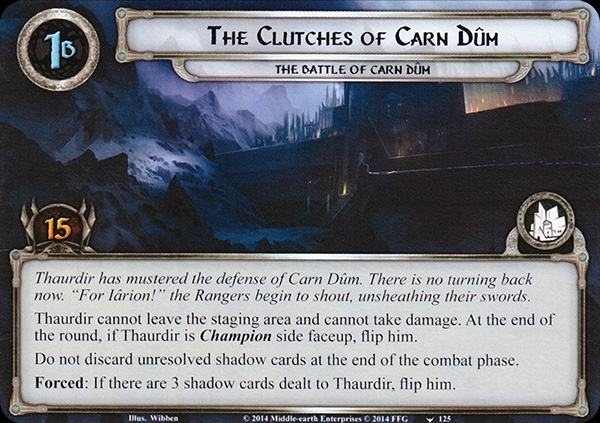 1B
THE CLUTCHES OF CARN DÛM
THE BATTLE OF CARN DÛM
15
Thaurdir has mustered the defense of Carn Dûm. There is no turning back
now. “For Iârion!” the Rangers begin to shout, unsheathing their swords.
Thaurdir cannot leave the staging area and cannot take damage. At the end
of the round, if Thaurdir is Champion side faceup, flip him.
Do not discard unresolved shadow cards at the end of the combat phase.
Forced: If there are 3 shadow cards dealt to Thaurdir, flip him.
Illus. Wibben © 2014 Middle-earth Enterprises © 2014 FFG 125